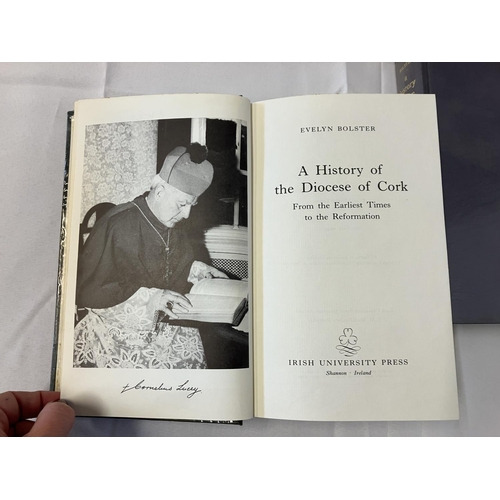 † Cornelius Lucey
EVELYN BOLSTER
A History of
the Diocese of Cork
From the Earliest Times
to the Reformation
IRISH UNIVERSITY PRESS
Shannon · Ireland